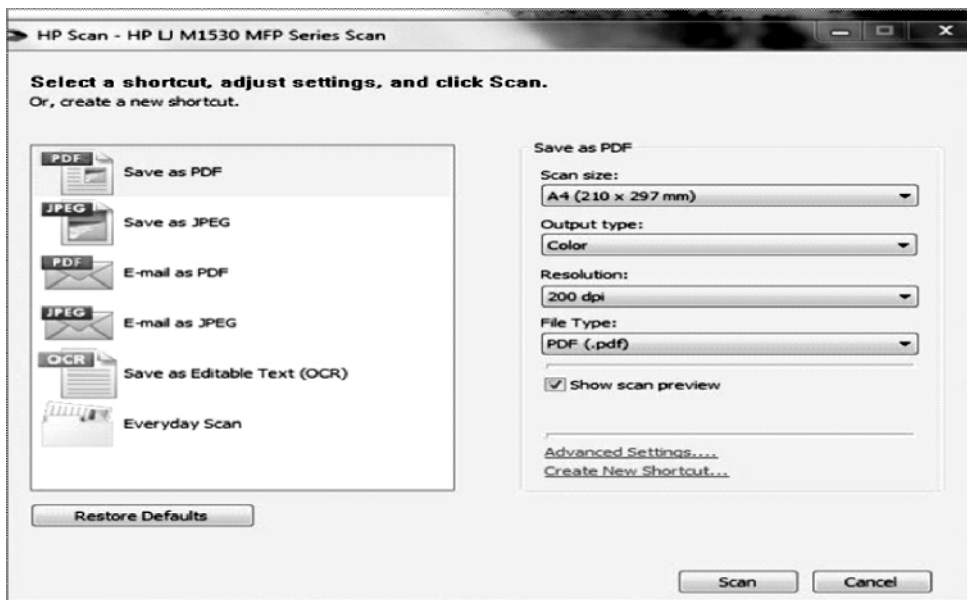 HP Scan - HP LJ M1530 MFP Series Scan
Select a shortcut, adjust settings, and click Scan.
Or, create a new shortcut.
PDF
Save as PDF
JPEG
Save as JPEG
PDF
E-mail as PDF
JPEG
E-mail as JPEG
OCR
Save as Editable Text (OCR)
Everyday Scan
Restore Defaults
Save as PDF
Scan size:
A4 (210 x 297 mm)
Output type:
Color
Resolution:
200 dpi
File Type:
PDF (.pdf)
Show scan preview
Advanced Settings....
Create New Shortcut...
Scan
Cancel